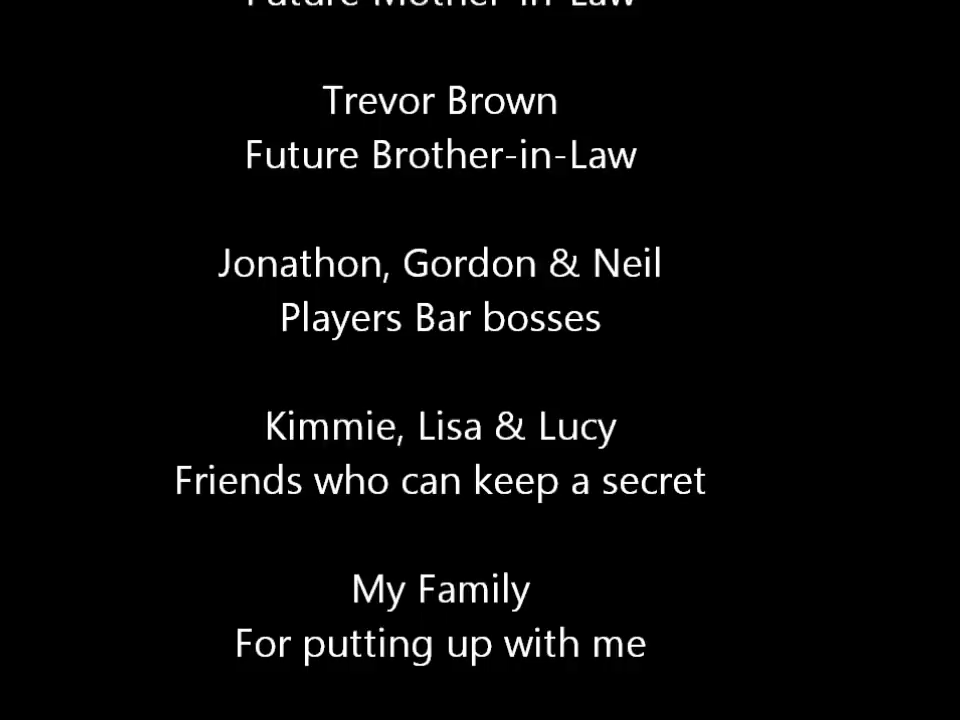 Future Mother-in-Law
Trevor Brown
Future Brother-in-Law
Jonathon, Gordon & Neil
Players Bar bosses
Kimmie, Lisa & Lucy
Friends who can keep a secret
My Family
For putting up with me